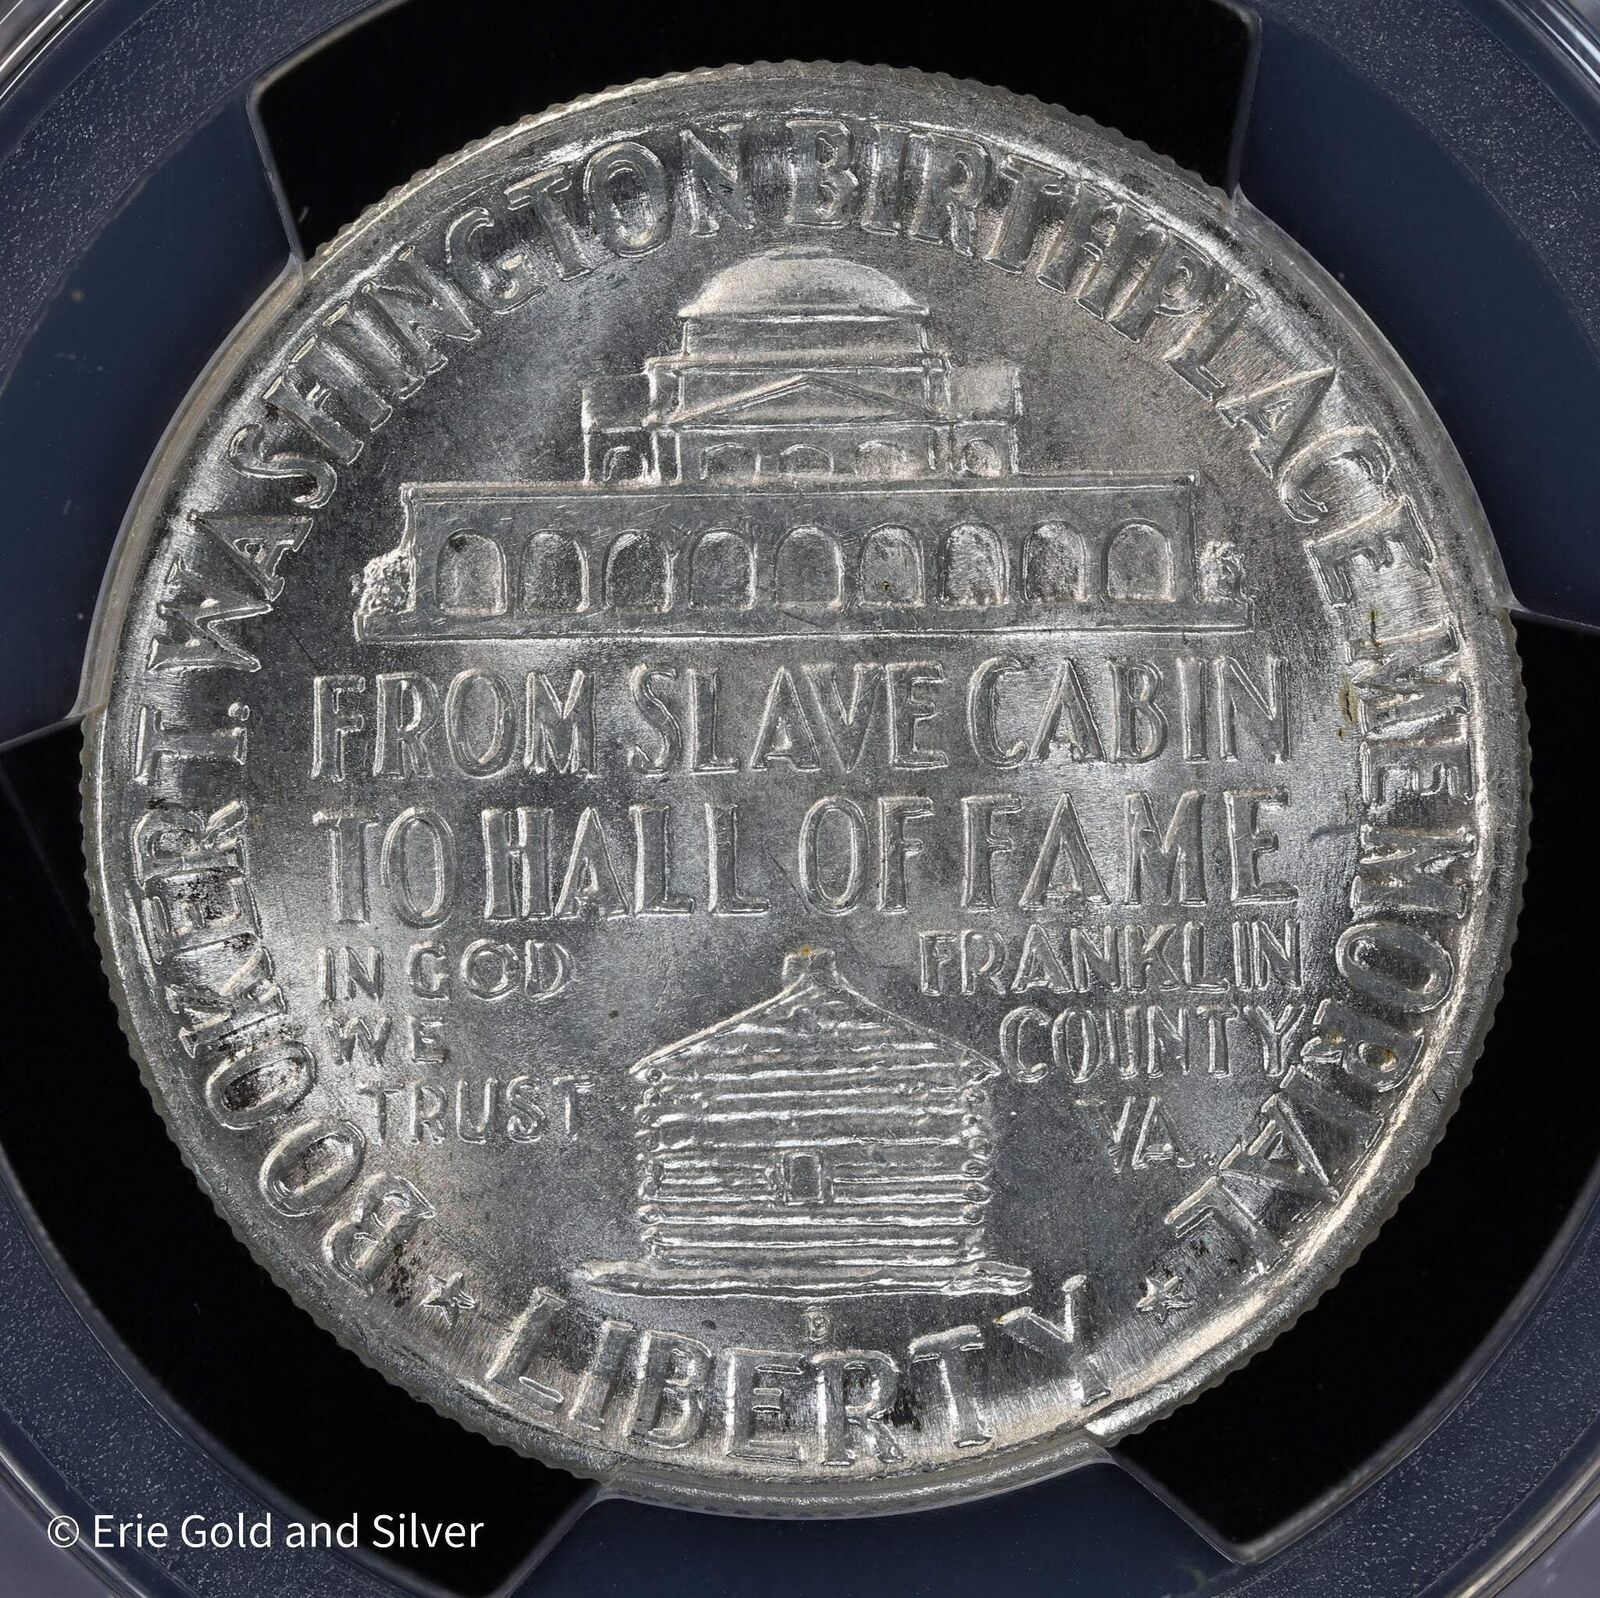 BOOKER T. WASHINGTON BIRTHPLACE MEMORIAL
FROM SLAVE CABIN
TO HALL OF FAME
IN GOD
WE
TRUST
FRANKLIN
COUNTY,
VA.
D
★ LIBERTY ★
© Erie Gold and Silver